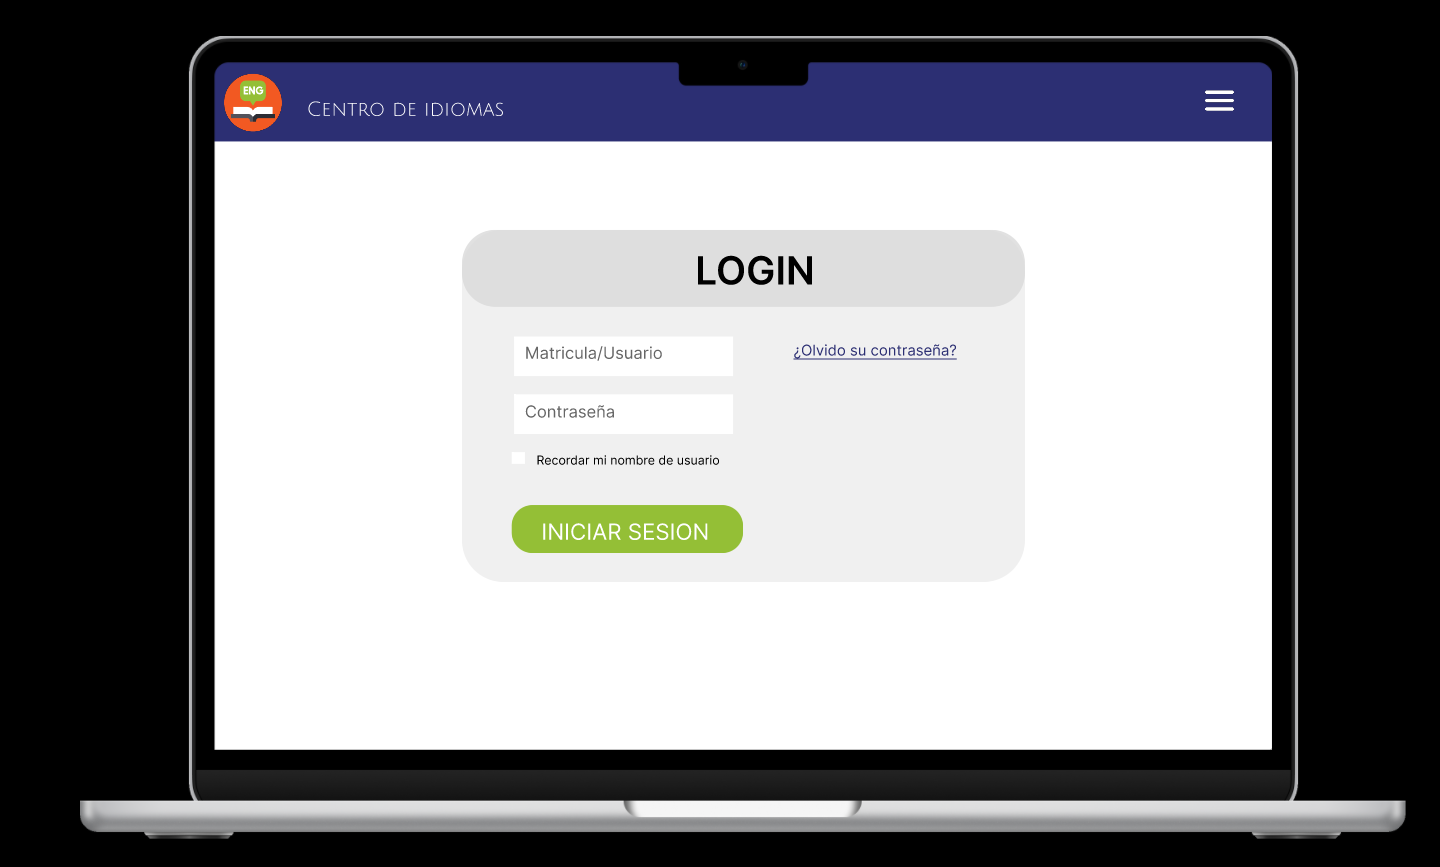 ENG
CENTRO DE IDIOMAS
LOGIN
Matricula/Usuario
¿Olvido su contraseña?
Contraseña
Recordar mi nombre de usuario
INICIAR SESION